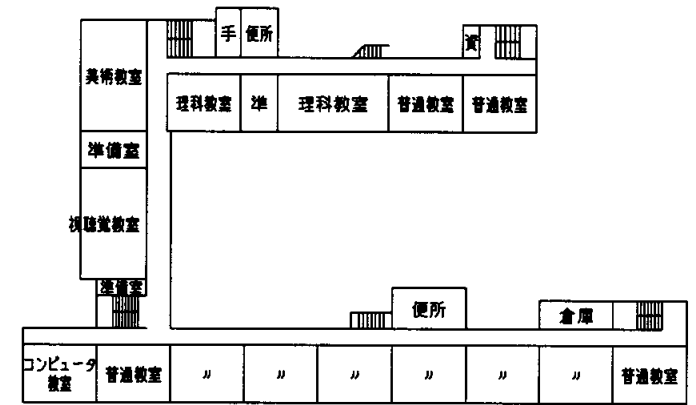 手 便所
資
美術教室
理科教室 準 理科教室 普通教室 普通教室
準備室
視聴覚教室
準備室
便所
倉庫
コンピュータ
教室
普通教室 〃 〃 〃 〃 〃 〃 普通教室